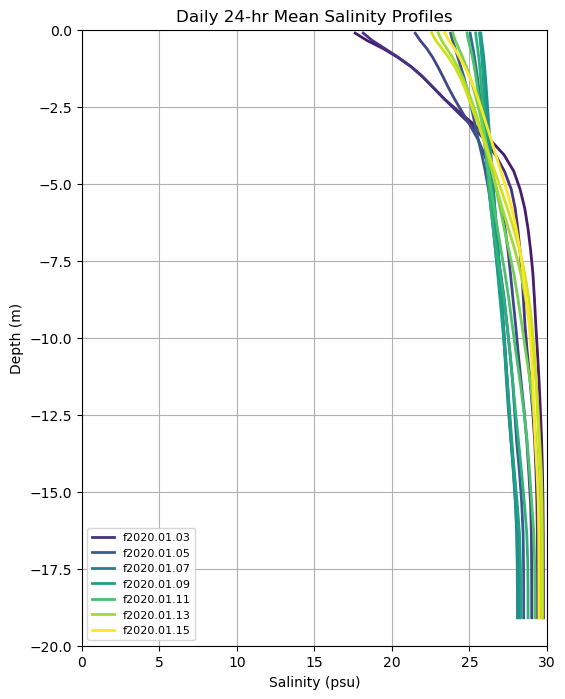 Daily 24-hr Mean Salinity Profiles
0.0
−2.5
−5.0
−7.5
−10.0
−12.5
−15.0
−17.5
−20.0
Depth (m)
f2020.01.03
f2020.01.05
f2020.01.07
f2020.01.09
f2020.01.11
f2020.01.13
f2020.01.15
0 5 10 15 20 25 30
Salinity (psu)